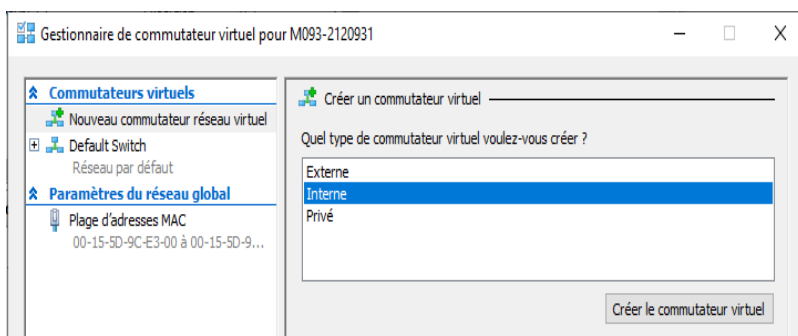 Gestionnaire de commutateur virtuel pour M093-2120931
Commutateurs virtuels
Nouveau commutateur réseau virtuel
Default Switch
Réseau par défaut
Paramètres du réseau global
Plage d'adresses MAC
00-15-5D-9C-E3-00 à 00-15-5D-9...
Créer un commutateur virtuel
Quel type de commutateur virtuel voulez-vous créer ?
Externe
Interne
Privé
Créer le commutateur virtuel